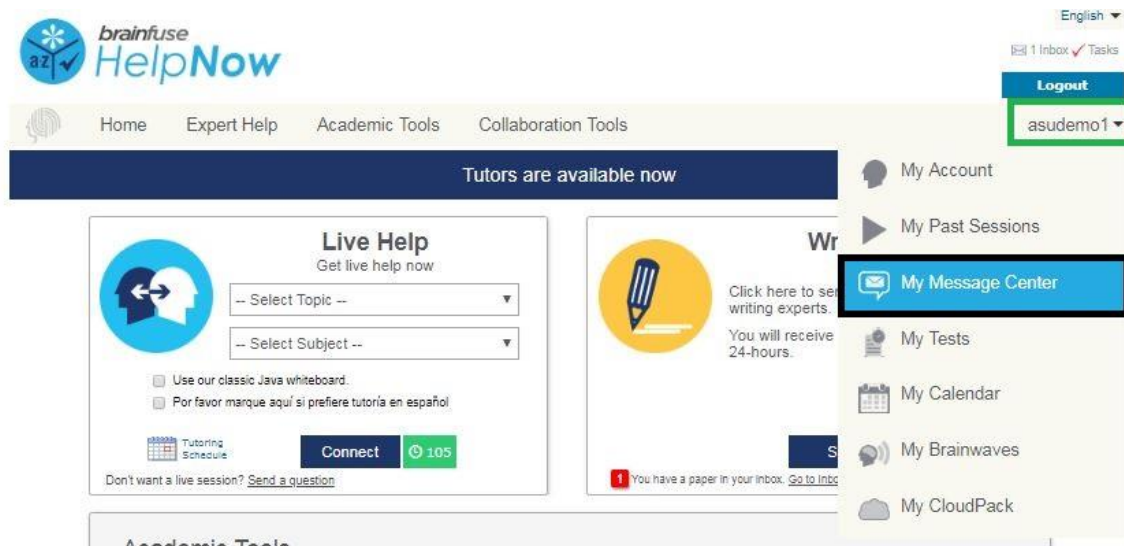 English
brainfuse
HelpNow
az
1 Inbox Tasks
Logout
Home Expert Help Academic Tools Collaboration Tools asudemo1
Tutors are available now
My Account
My Past Sessions
My Message Center
My Tests
My Calendar
My Brainwaves
My CloudPack
Live Help
Get live help now
-- Select Topic --
-- Select Subject --
Use our classic Java whiteboard.
Por favor marque aquí si prefiere tutoría en español
Tutoring
Schedule
Connect 105
Don't want a live session? Send a question
Wr
Click here to ser
writing experts.
You will receive
24-hours.
S
1 You have a paper in your inbox. Go to Inbo
Academic Tools